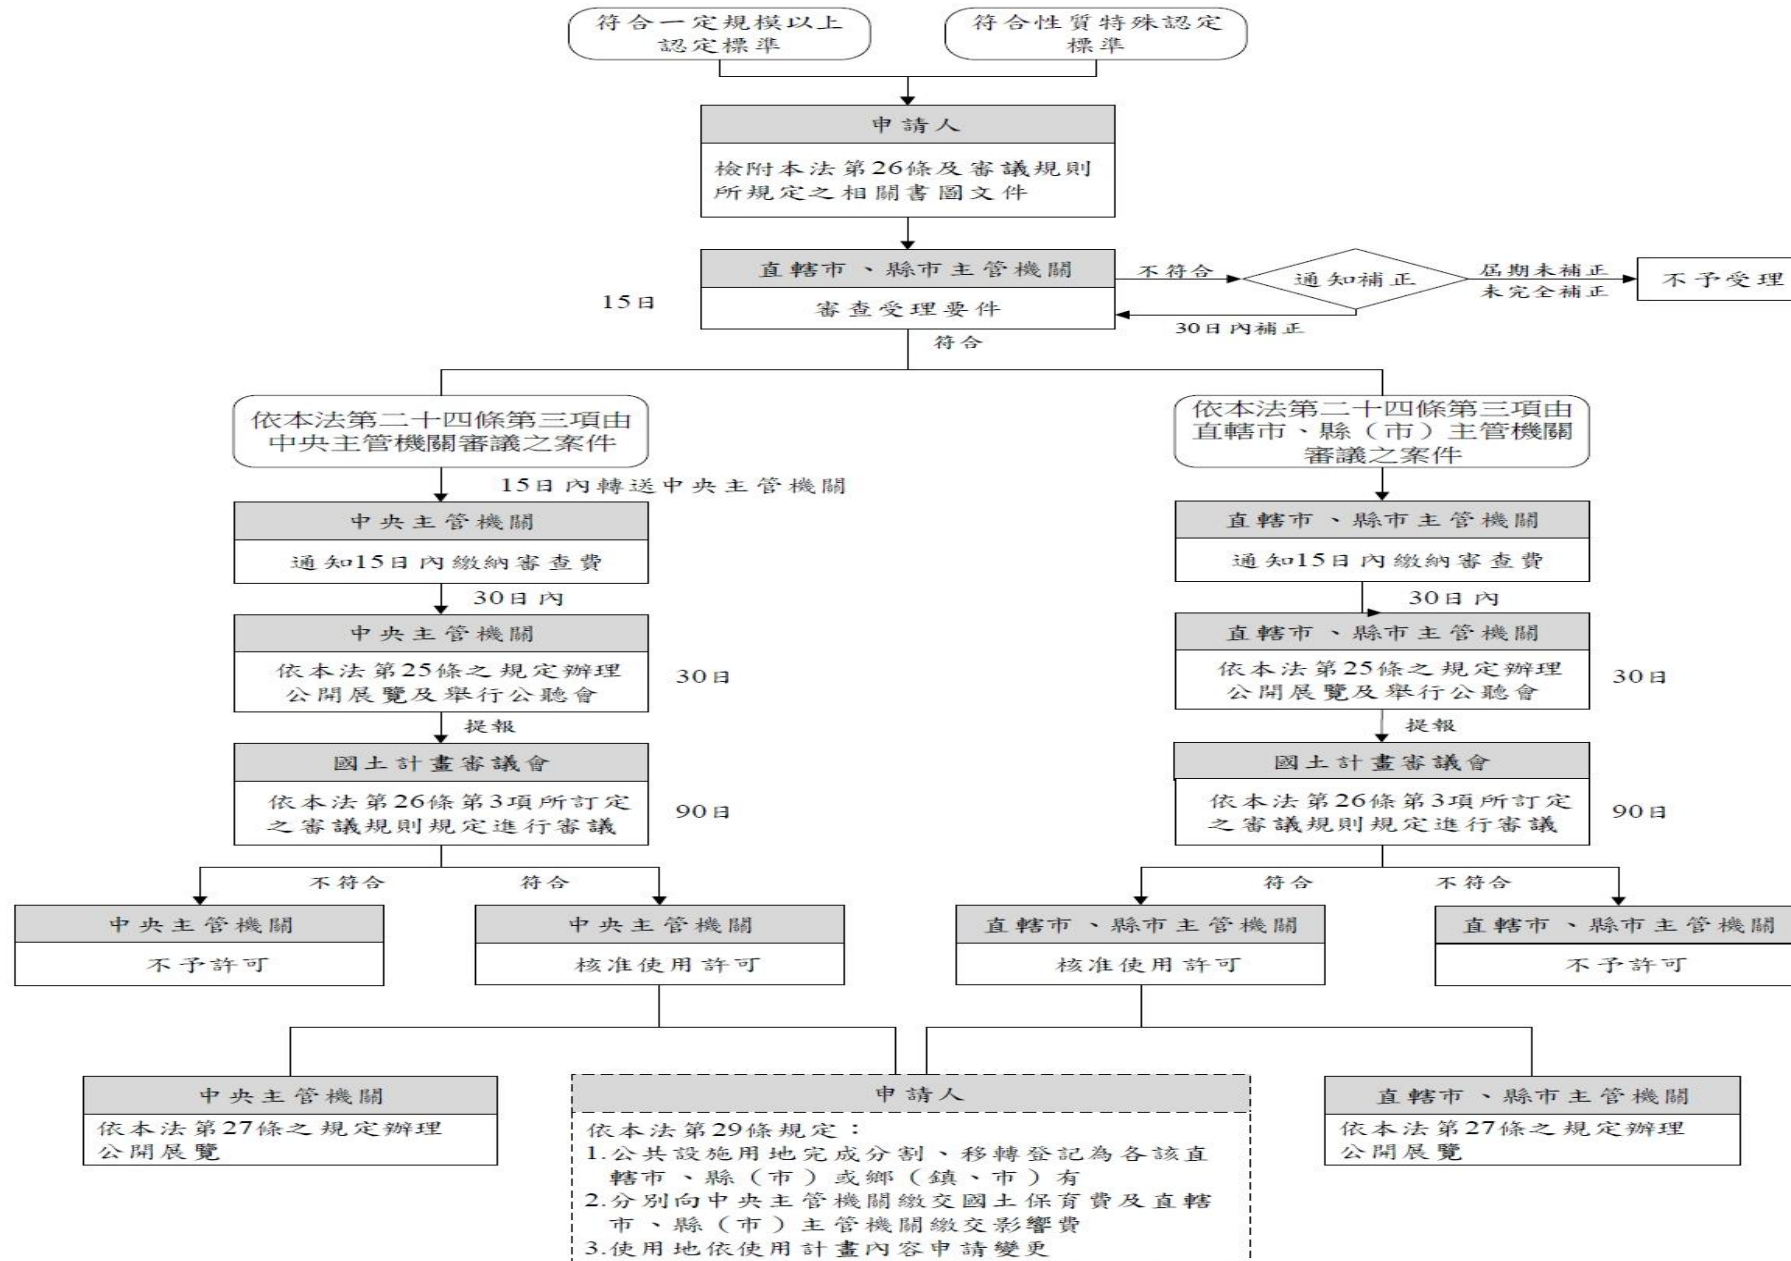 符合一定規模以上
認定標準
符合性質特殊認定
標準
申請人
檢附本法第26條及審議規則
所規定之相關書圖文件
直轄市、縣市主管機關
審查受理要件
15日
不符合
通知補正
屆期未補正
未完全補正
不予受理
30日內補正
符合
依本法第二十四條第三項由
中央主管機關審議之案件
依本法第二十四條第三項由
直轄市、縣（市）主管機關
審議之案件
15日內轉送中央主管機關
中央主管機關
通知15日內繳納審查費
直轄市、縣市主管機關
通知15日內繳納審查費
30日內
30日內
中央主管機關
依本法第25條之規定辦理
公開展覽及舉行公聽會
30日
直轄市、縣市主管機關
依本法第25條之規定辦理
公開展覽及舉行公聽會
30日
提報
提報
國土計畫審議會
依本法第26條第3項所訂定
之審議規則規定進行審議
90日
國土計畫審議會
依本法第26條第3項所訂定
之審議規則規定進行審議
90日
不符合
符合
符合
不符合
中央主管機關
不予許可
中央主管機關
核准使用許可
直轄市、縣市主管機關
核准使用許可
直轄市、縣市主管機關
不予許可
中央主管機關
依本法第27條之規定辦理
公開展覽
申請人
依本法第29條規定：
1.公共設施用地完成分割、移轉登記為各該直
轄市、縣（市）或鄉（鎮、市）有
2.分別向中央主管機關繳交國土保育費及直轄
市、縣（市）主管機關繳交影響費
3.使用地依使用計畫內容申請變更
直轄市、縣市主管機關
依本法第27條之規定辦理
公開展覽